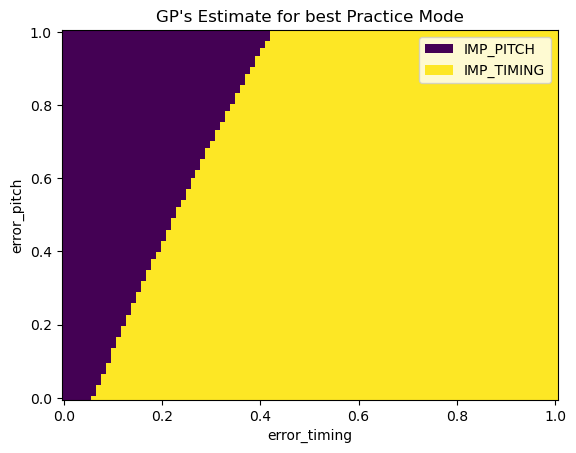 GP's Estimate for best Practice Mode
IMP_PITCH
IMP_TIMING
error_pitch
1.0
0.8
0.6
0.4
0.2
0.0
0.0 0.2 0.4 0.6 0.8 1.0
error_timing